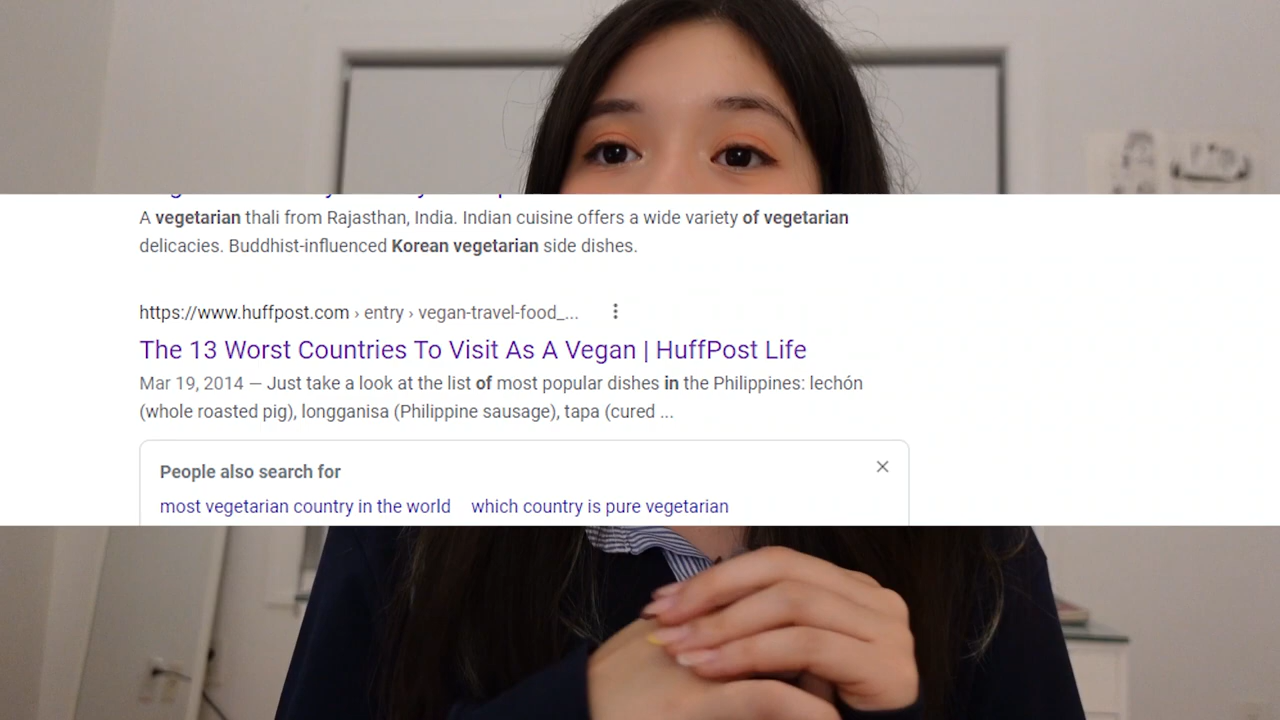 A vegetarian thali from Rajasthan, India. Indian cuisine offers a wide variety of vegetarian
delicacies. Buddhist-influenced Korean vegetarian side dishes.
https://www.huffpost.com › entry › vegan-travel-food_...
The 13 Worst Countries To Visit As A Vegan | HuffPost Life
Mar 19, 2014 — Just take a look at the list of most popular dishes in the Philippines: lechón
(whole roasted pig), longganisa (Philippine sausage), tapa (cured ...
People also search for
most vegetarian country in the world which country is pure vegetarian